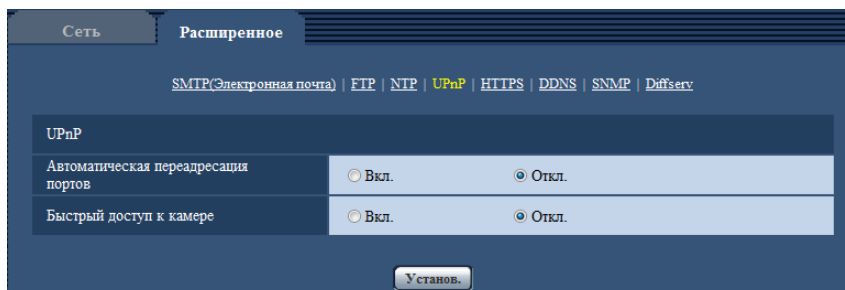 Сеть Расширенное
SMTP(Электронная почта) | FTP | NTP | UPnP | HTTPS | DDNS | SNMP | Diffserv
UPnP
Автоматическая переадресация
портов
Вкл. Откл.
Быстрый доступ к камере Вкл. Откл.
Установ.